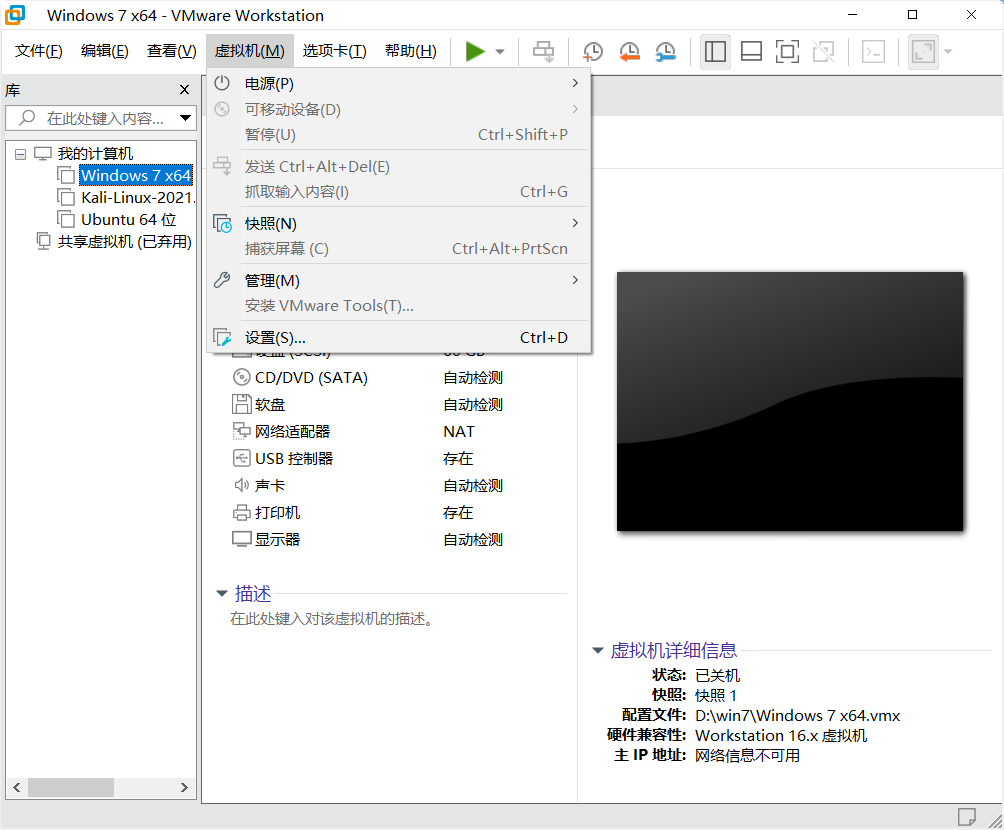 Windows 7 x64 - VMware Workstation
文件(F) 编辑(E) 查看(V) 虚拟机(M) 选项卡(T) 帮助(H)
库
在此处键入内容...
我的计算机
Windows 7 x64
Kali-Linux-2021.
Ubuntu 64 位
共享虚拟机 (已弃用)
电源(P)
可移动设备(D)
暂停(U) Ctrl+Shift+P
发送 Ctrl+Alt+Del(E)
抓取输入内容(I) Ctrl+G
快照(N)
捕获屏幕 (C) Ctrl+Alt+PrtScn
管理(M)
安装 VMware Tools(T)...
设置(S)... Ctrl+D
硬盘 (SCSI) 60 GB
CD/DVD (SATA) 自动检测
软盘 自动检测
网络适配器 NAT
USB 控制器 存在
声卡 自动检测
打印机 存在
显示器 自动检测
描述
在此处键入对该虚拟机的描述。
虚拟机详细信息
状态: 已关机
快照: 快照 1
配置文件: D:\win7\Windows 7 x64.vmx
硬件兼容性: Workstation 16.x 虚拟机
主 IP 地址: 网络信息不可用